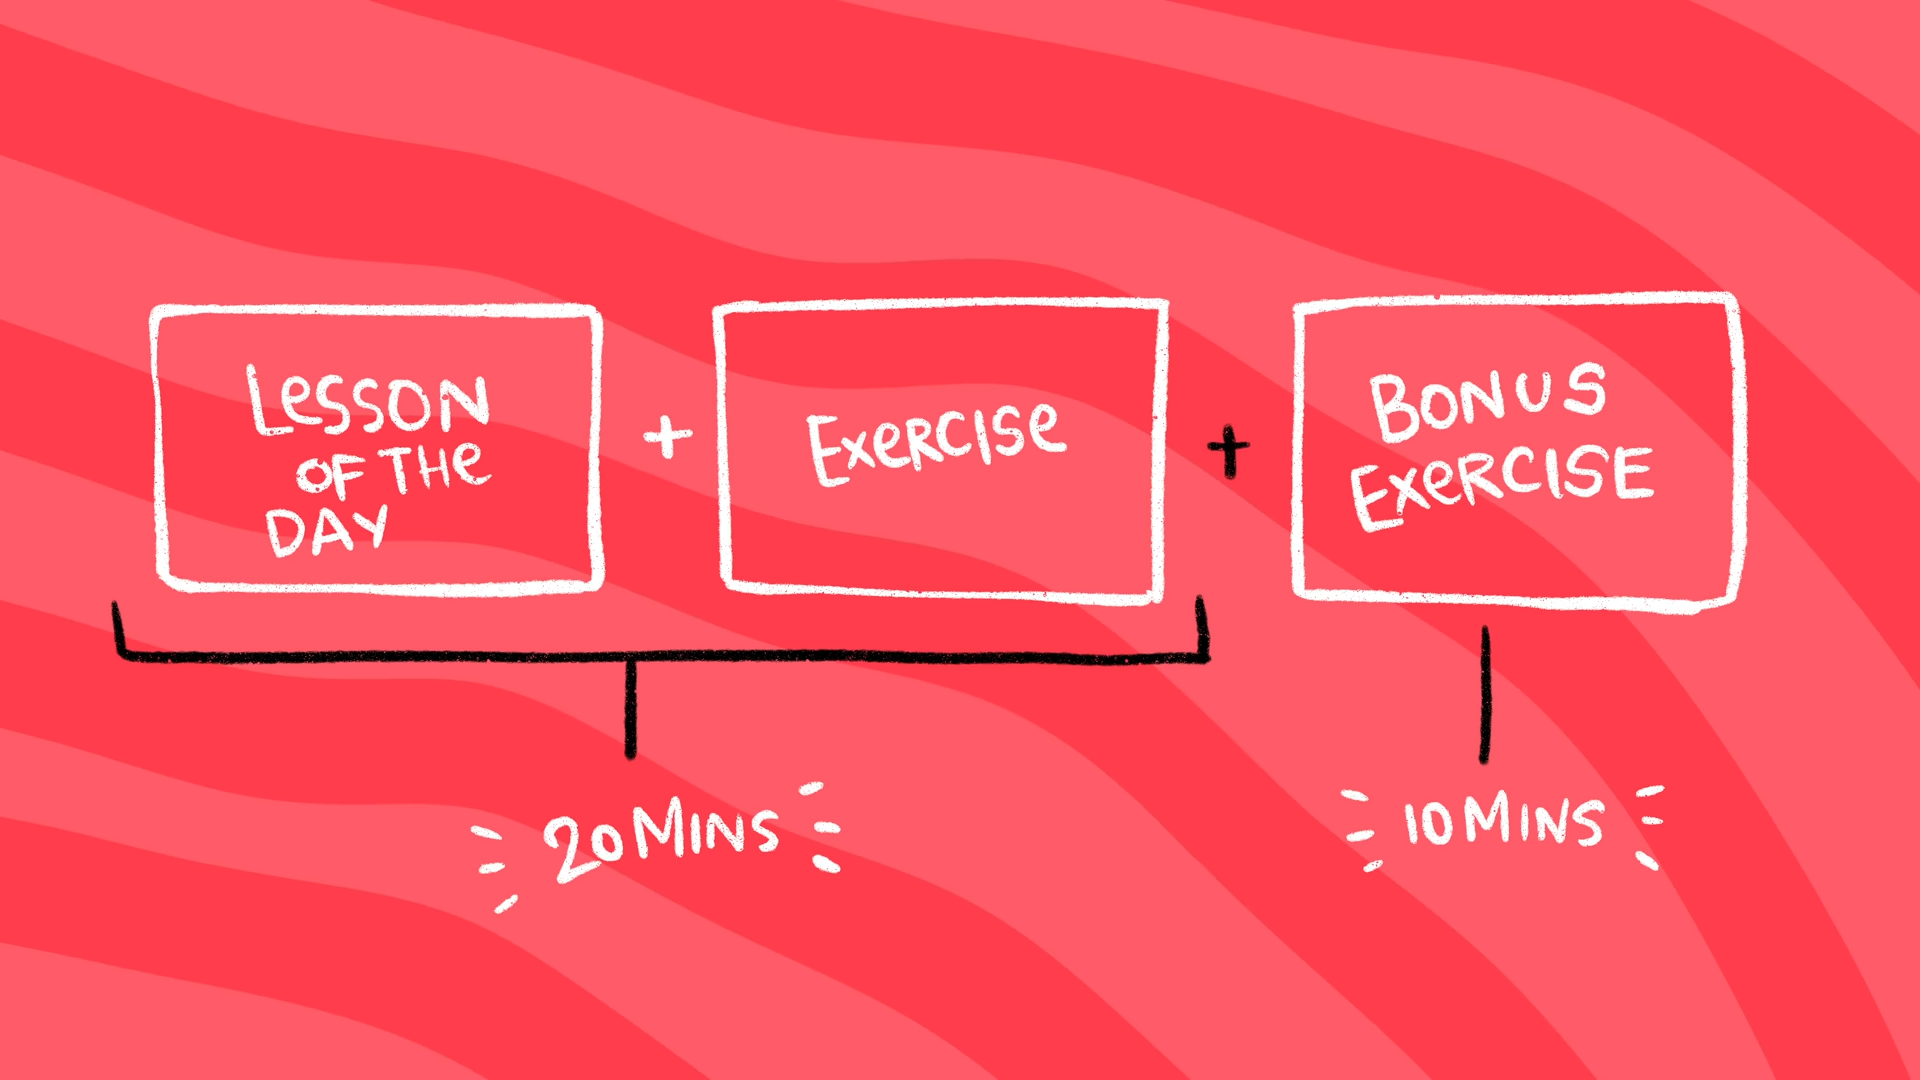 LeSSON
OF THe
DAY
+
ExeRCISe
+
BONUS
ExeRCISE
20 MINS
10 MINS